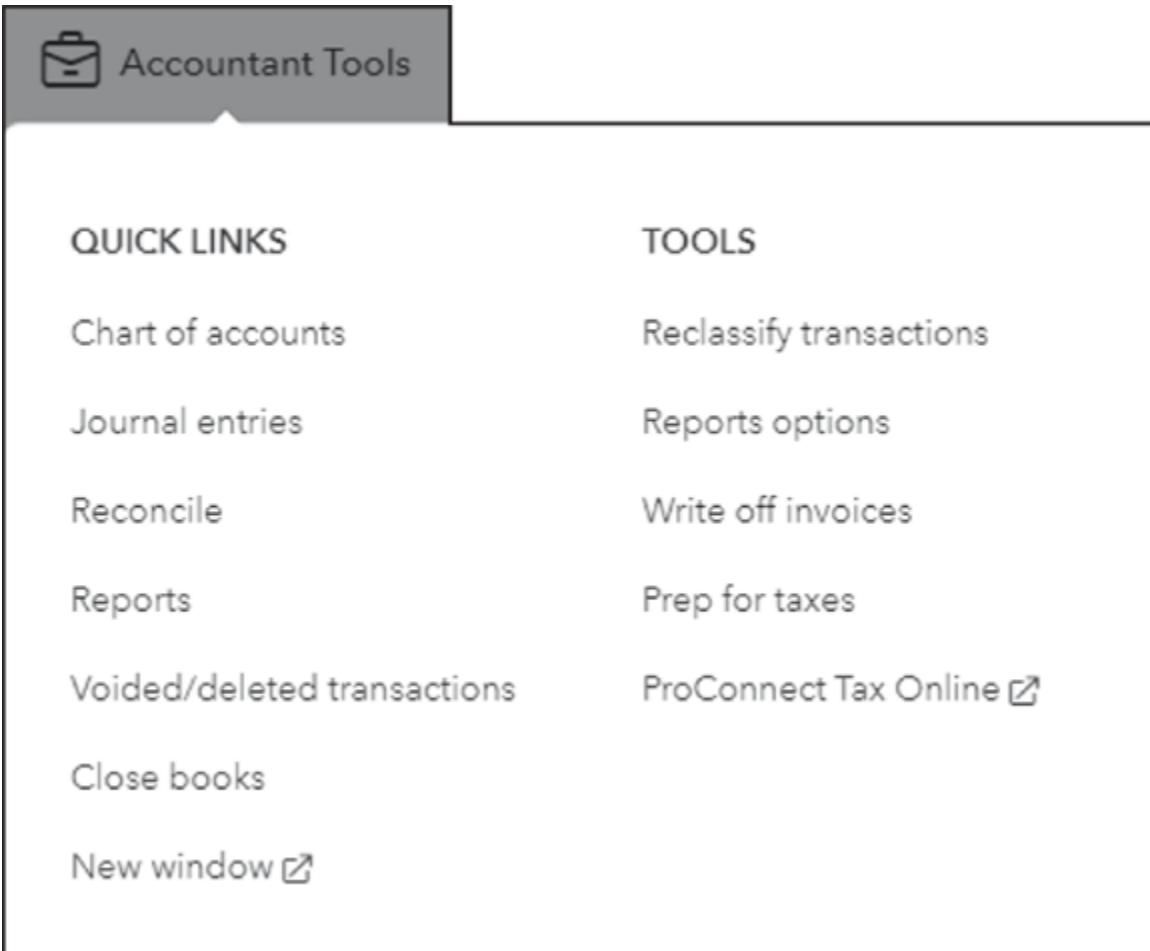 Accountant Tools
QUICK LINKS
Chart of accounts
Journal entries
Reconcile
Reports
Voided/deleted transactions
Close books
New window
TOOLS
Reclassify transactions
Reports options
Write off invoices
Prep for taxes
ProConnect Tax Online